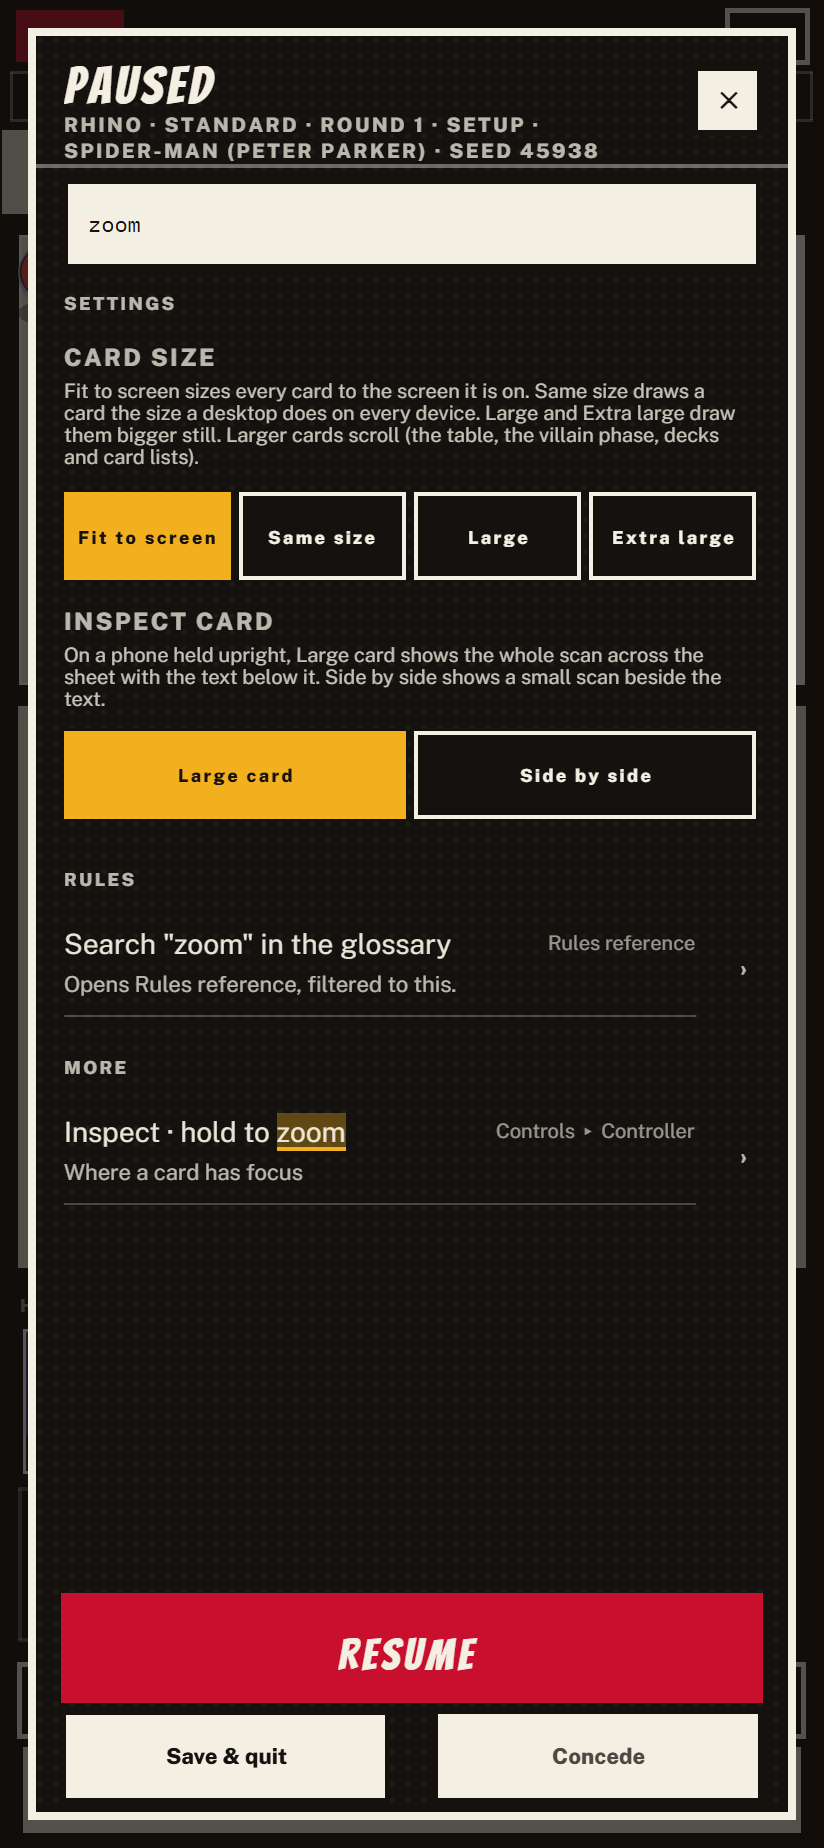 PAUSED
RHINO · STANDARD · ROUND 1 · SETUP ·
SPIDER-MAN (PETER PARKER) · SEED 45938
×
zoom
SETTINGS
CARD SIZE
Fit to screen sizes every card to the screen it is on. Same size draws a
card the size a desktop does on every device. Large and Extra large draw
them bigger still. Larger cards scroll (the table, the villain phase, decks
and card lists).
Fit to screen
Same size
Large
Extra large
INSPECT CARD
On a phone held upright, Large card shows the whole scan across the
sheet with the text below it. Side by side shows a small scan beside the
text.
Large card
Side by side
RULES
Search "zoom" in the glossary
Rules reference
Opens Rules reference, filtered to this.
›
MORE
Inspect · hold to zoom
Controls ▸ Controller
Where a card has focus
›
RESUME
Save & quit
Concede